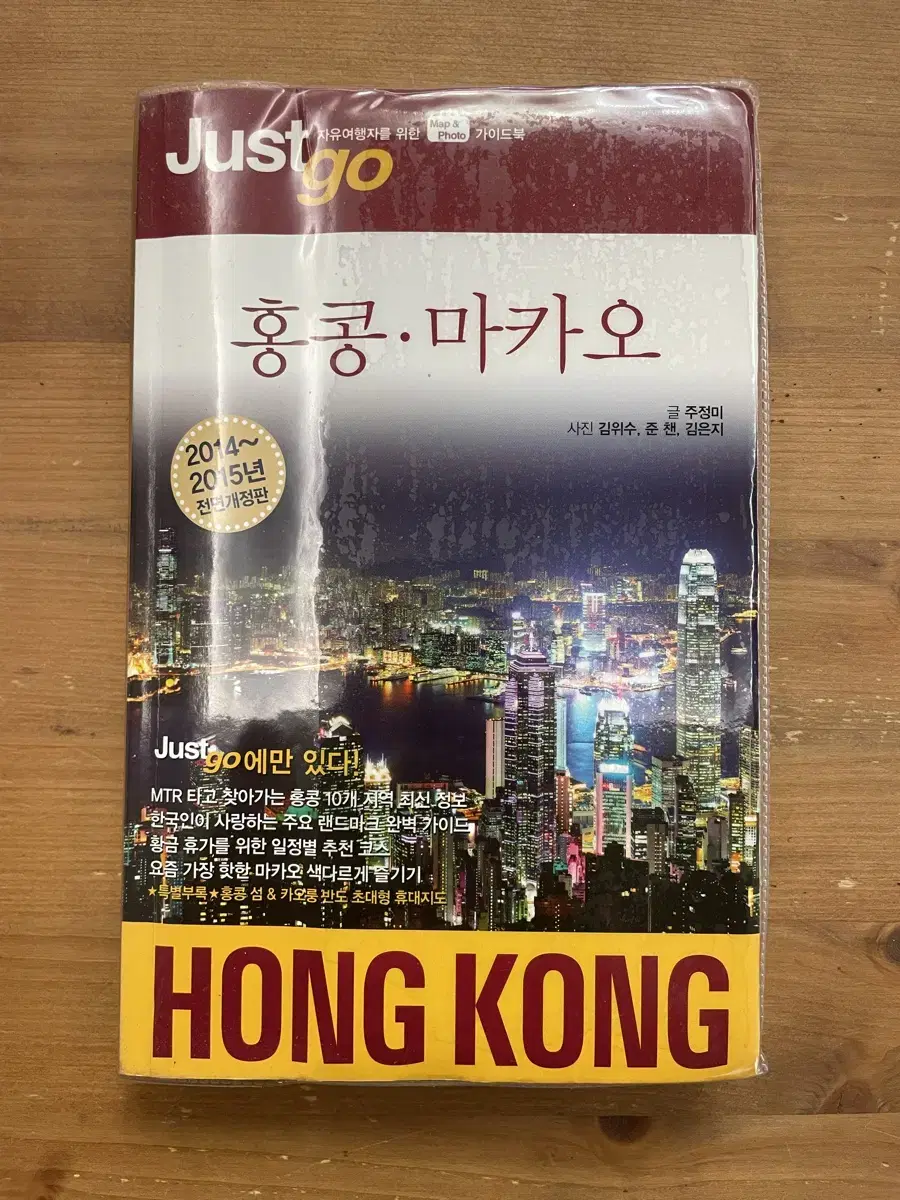 Just go 자유여행자를 위한 Map & Photo 가이드북
홍콩·마카오
글 주정미
사진 김위수, 준 챈, 김은지
2014~
2015년
전면개정판
Just go에만 있다!
MTR 타고 찾아가는 홍콩 10개 지역 최신 정보
한국인이 사랑하는 주요 랜드마크 완벽 가이드
황금 휴가를 위한 일정별 추천 코스
요즘 가장 핫한 마카오 색다르게 즐기기
★특별부록★홍콩 섬 & 카오룽 반도 초대형 휴대지도
HONG KONG